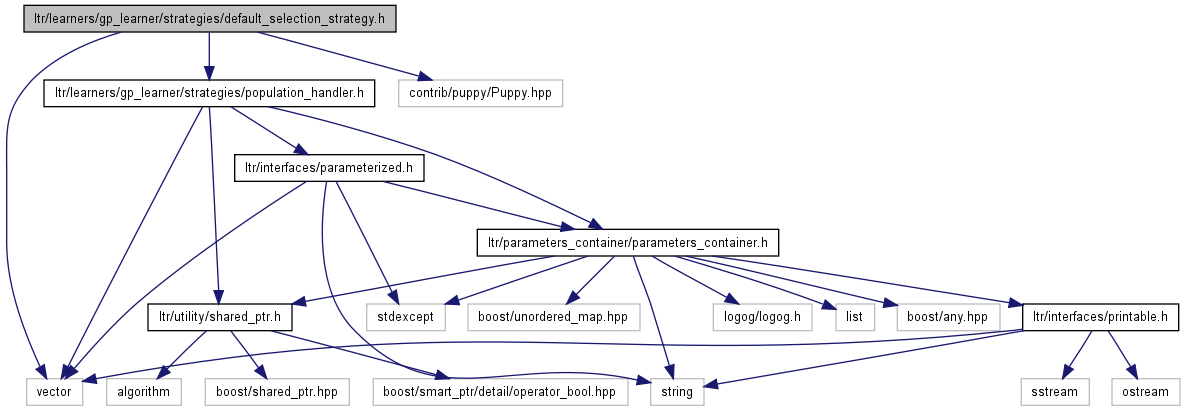 ltr/learners/gp_learner/strategies/default_selection_strategy.h
ltr/learners/gp_learner/strategies/population_handler.h
contrib/puppy/Puppy.hpp
ltr/interfaces/parameterized.h
ltr/parameters_container/parameters_container.h
ltr/utility/shared_ptr.h
stdexcept
boost/unordered_map.hpp
logog/logog.h
list
boost/any.hpp
ltr/interfaces/printable.h
vector
algorithm
boost/shared_ptr.hpp
boost/smart_ptr/detail/operator_bool.hpp
string
sstream
ostream